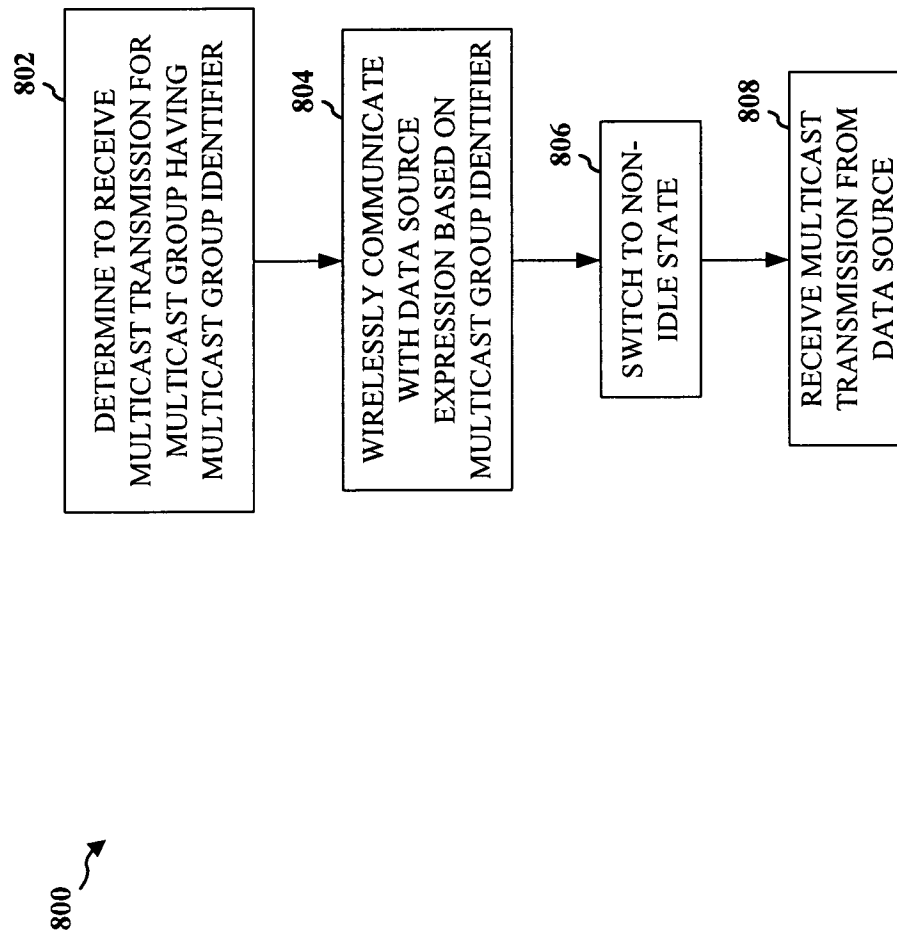 800
802
DETERMINE TO RECEIVE
MULTICAST TRANSMISSION FOR
MULTICAST GROUP HAVING
MULTICAST GROUP IDENTIFIER
804
WIRELESSLY COMMUNICATE
WITH DATA SOURCE
EXPRESSION BASED ON
MULTICAST GROUP IDENTIFIER
806
SWITCH TO NON-
IDLE STATE
808
RECEIVE MULTICAST
TRANSMISSION FROM
DATA SOURCE